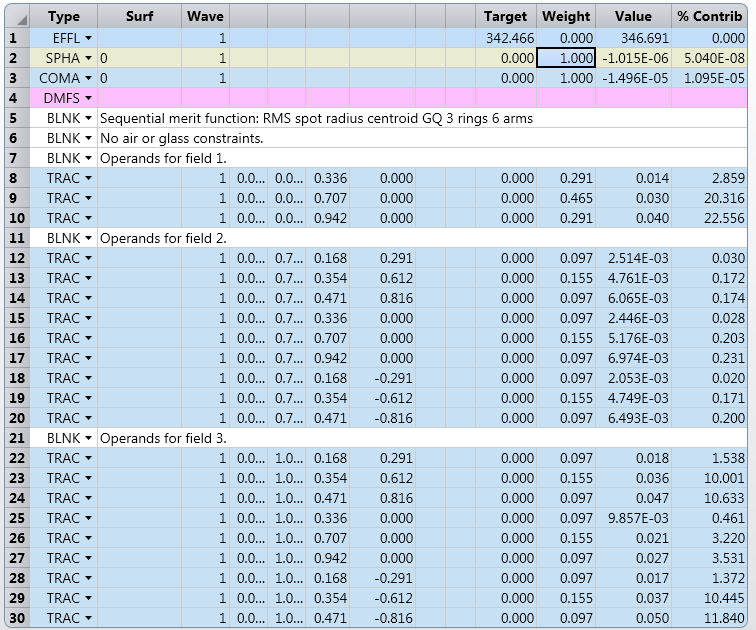 Type Surf Wave Target Weight Value % Contrib
1 EFFL 1 342.466 0.000 346.691 0.000
2 SPHA 0 1 0.000 1.000 -1.015E-06 5.040E-08
3 COMA 0 1 0.000 1.000 -1.496E-05 1.095E-05
4 DMFS
5 BLNK Sequential merit function: RMS spot radius centroid GQ 3 rings 6 arms
6 BLNK No air or glass constraints.
7 BLNK Operands for field 1.
8 TRAC 1 0.0... 0.0... 0.336 0.000 0.000 0.291 0.014 2.859
9 TRAC 1 0.0... 0.0... 0.707 0.000 0.000 0.465 0.030 20.316
10 TRAC 1 0.0... 0.0... 0.942 0.000 0.000 0.291 0.040 22.556
11 BLNK Operands for field 2.
12 TRAC 1 0.0... 0.7... 0.168 0.291 0.000 0.097 2.514E-03 0.030
13 TRAC 1 0.0... 0.7... 0.354 0.612 0.000 0.155 4.761E-03 0.172
14 TRAC 1 0.0... 0.7... 0.471 0.816 0.000 0.097 6.065E-03 0.174
15 TRAC 1 0.0... 0.7... 0.336 0.000 0.000 0.097 2.446E-03 0.028
16 TRAC 1 0.0... 0.7... 0.707 0.000 0.000 0.155 5.176E-03 0.203
17 TRAC 1 0.0... 0.7... 0.942 0.000 0.000 0.097 6.974E-03 0.231
18 TRAC 1 0.0... 0.7... 0.168 -0.291 0.000 0.097 2.053E-03 0.020
19 TRAC 1 0.0... 0.7... 0.354 -0.612 0.000 0.155 4.749E-03 0.171
20 TRAC 1 0.0... 0.7... 0.471 -0.816 0.000 0.097 6.493E-03 0.200
21 BLNK Operands for field 3.
22 TRAC 1 0.0... 1.0... 0.168 0.291 0.000 0.097 0.018 1.538
23 TRAC 1 0.0... 1.0... 0.354 0.612 0.000 0.155 0.036 10.001
24 TRAC 1 0.0... 1.0... 0.471 0.816 0.000 0.097 0.047 10.633
25 TRAC 1 0.0... 1.0... 0.336 0.000 0.000 0.097 9.857E-03 0.461
26 TRAC 1 0.0... 1.0... 0.707 0.000 0.000 0.155 0.021 3.220
27 TRAC 1 0.0... 1.0... 0.942 0.000 0.000 0.097 0.027 3.531
28 TRAC 1 0.0... 1.0... 0.168 -0.291 0.000 0.097 0.017 1.372
29 TRAC 1 0.0... 1.0... 0.354 -0.612 0.000 0.155 0.037 10.445
30 TRAC 1 0.0... 1.0... 0.471 -0.816 0.000 0.097 0.050 11.840